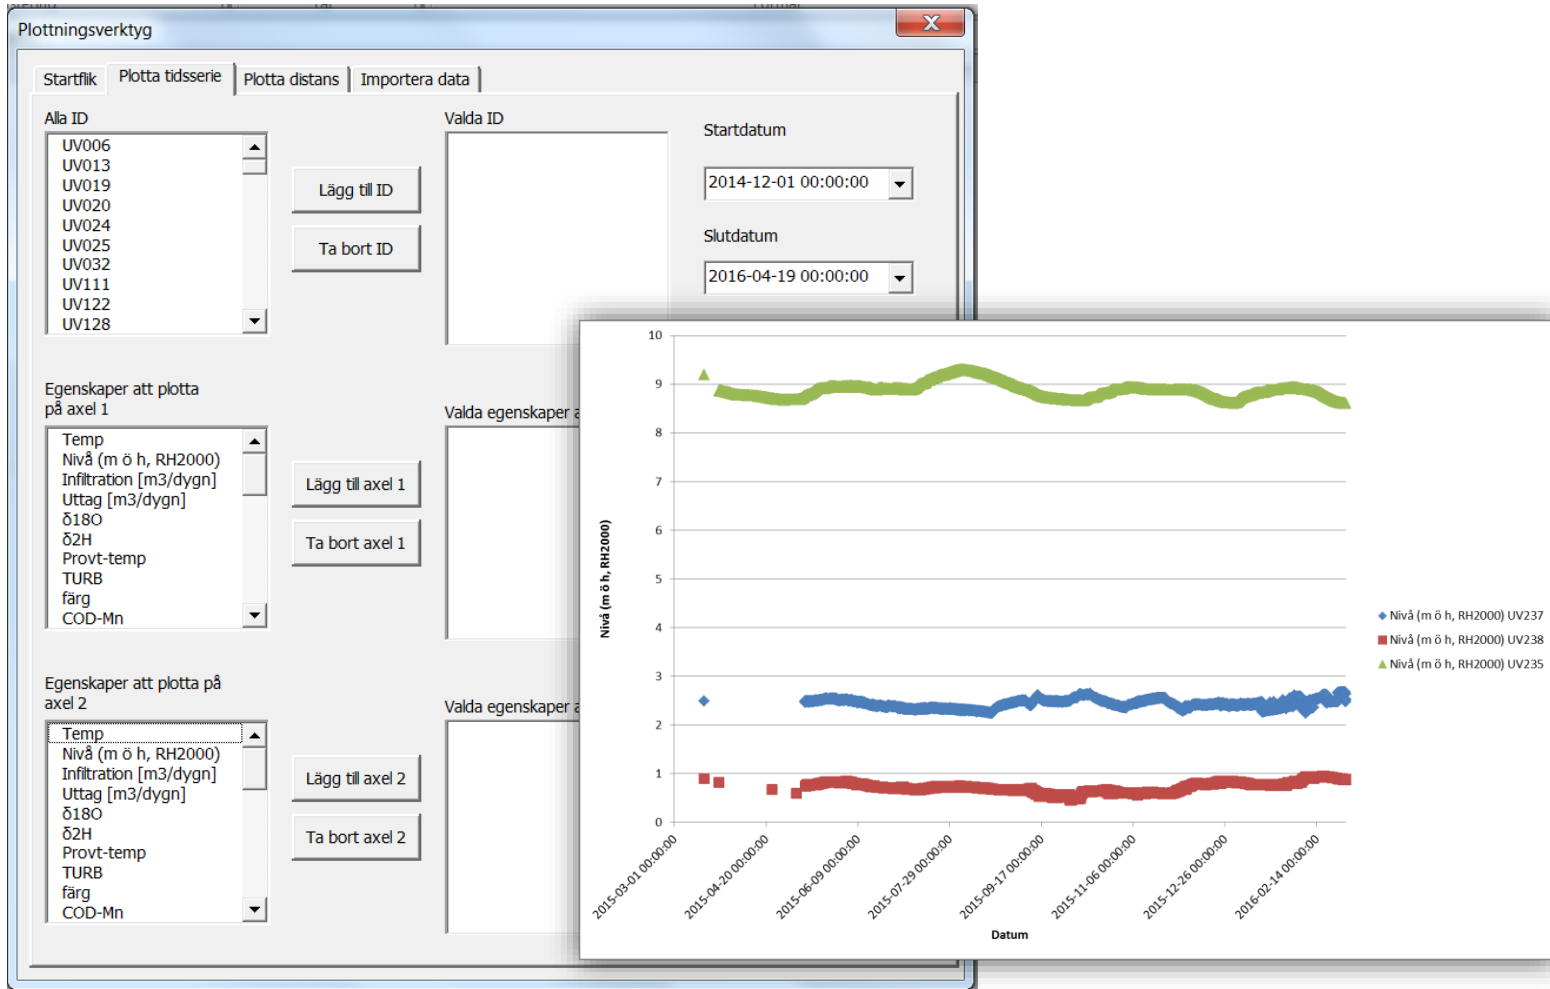 Plottningsverktyg
Startflik
Plotta tidsserie
Plotta distans
Importera data
Alla ID
UV006
UV013
UV019
UV020
UV024
UV025
UV032
UV111
UV122
UV128
Lägg till ID
Ta bort ID
Valda ID
Startdatum
2014-12-01 00:00:00
Slutdatum
2016-04-19 00:00:00
Egenskaper att plotta
på axel 1
Temp
Nivå (m ö h, RH2000)
Infiltration [m3/dygn]
Uttag [m3/dygn]
δ18O
δ2H
Provt-temp
TURB
färg
COD-Mn
Lägg till axel 1
Ta bort axel 1
Valda egenskaper
Egenskaper att plotta på
axel 2
Temp
Nivå (m ö h, RH2000)
Infiltration [m3/dygn]
Uttag [m3/dygn]
δ18O
δ2H
Provt-temp
TURB
färg
COD-Mn
Lägg till axel 2
Ta bort axel 2
Valda egenskaper
10
9
8
7
6
5
4
3
2
1
0
Nivå (m ö h, RH2000)
2015-03-01 00:00:00
2015-04-20 00:00:00
2015-06-09 00:00:00
2015-07-29 00:00:00
2015-09-17 00:00:00
2015-11-06 00:00:00
2015-12-26 00:00:00
2016-02-14 00:00:00
Datum
Nivå (m ö h, RH2000) UV237
Nivå (m ö h, RH2000) UV238
Nivå (m ö h, RH2000) UV235